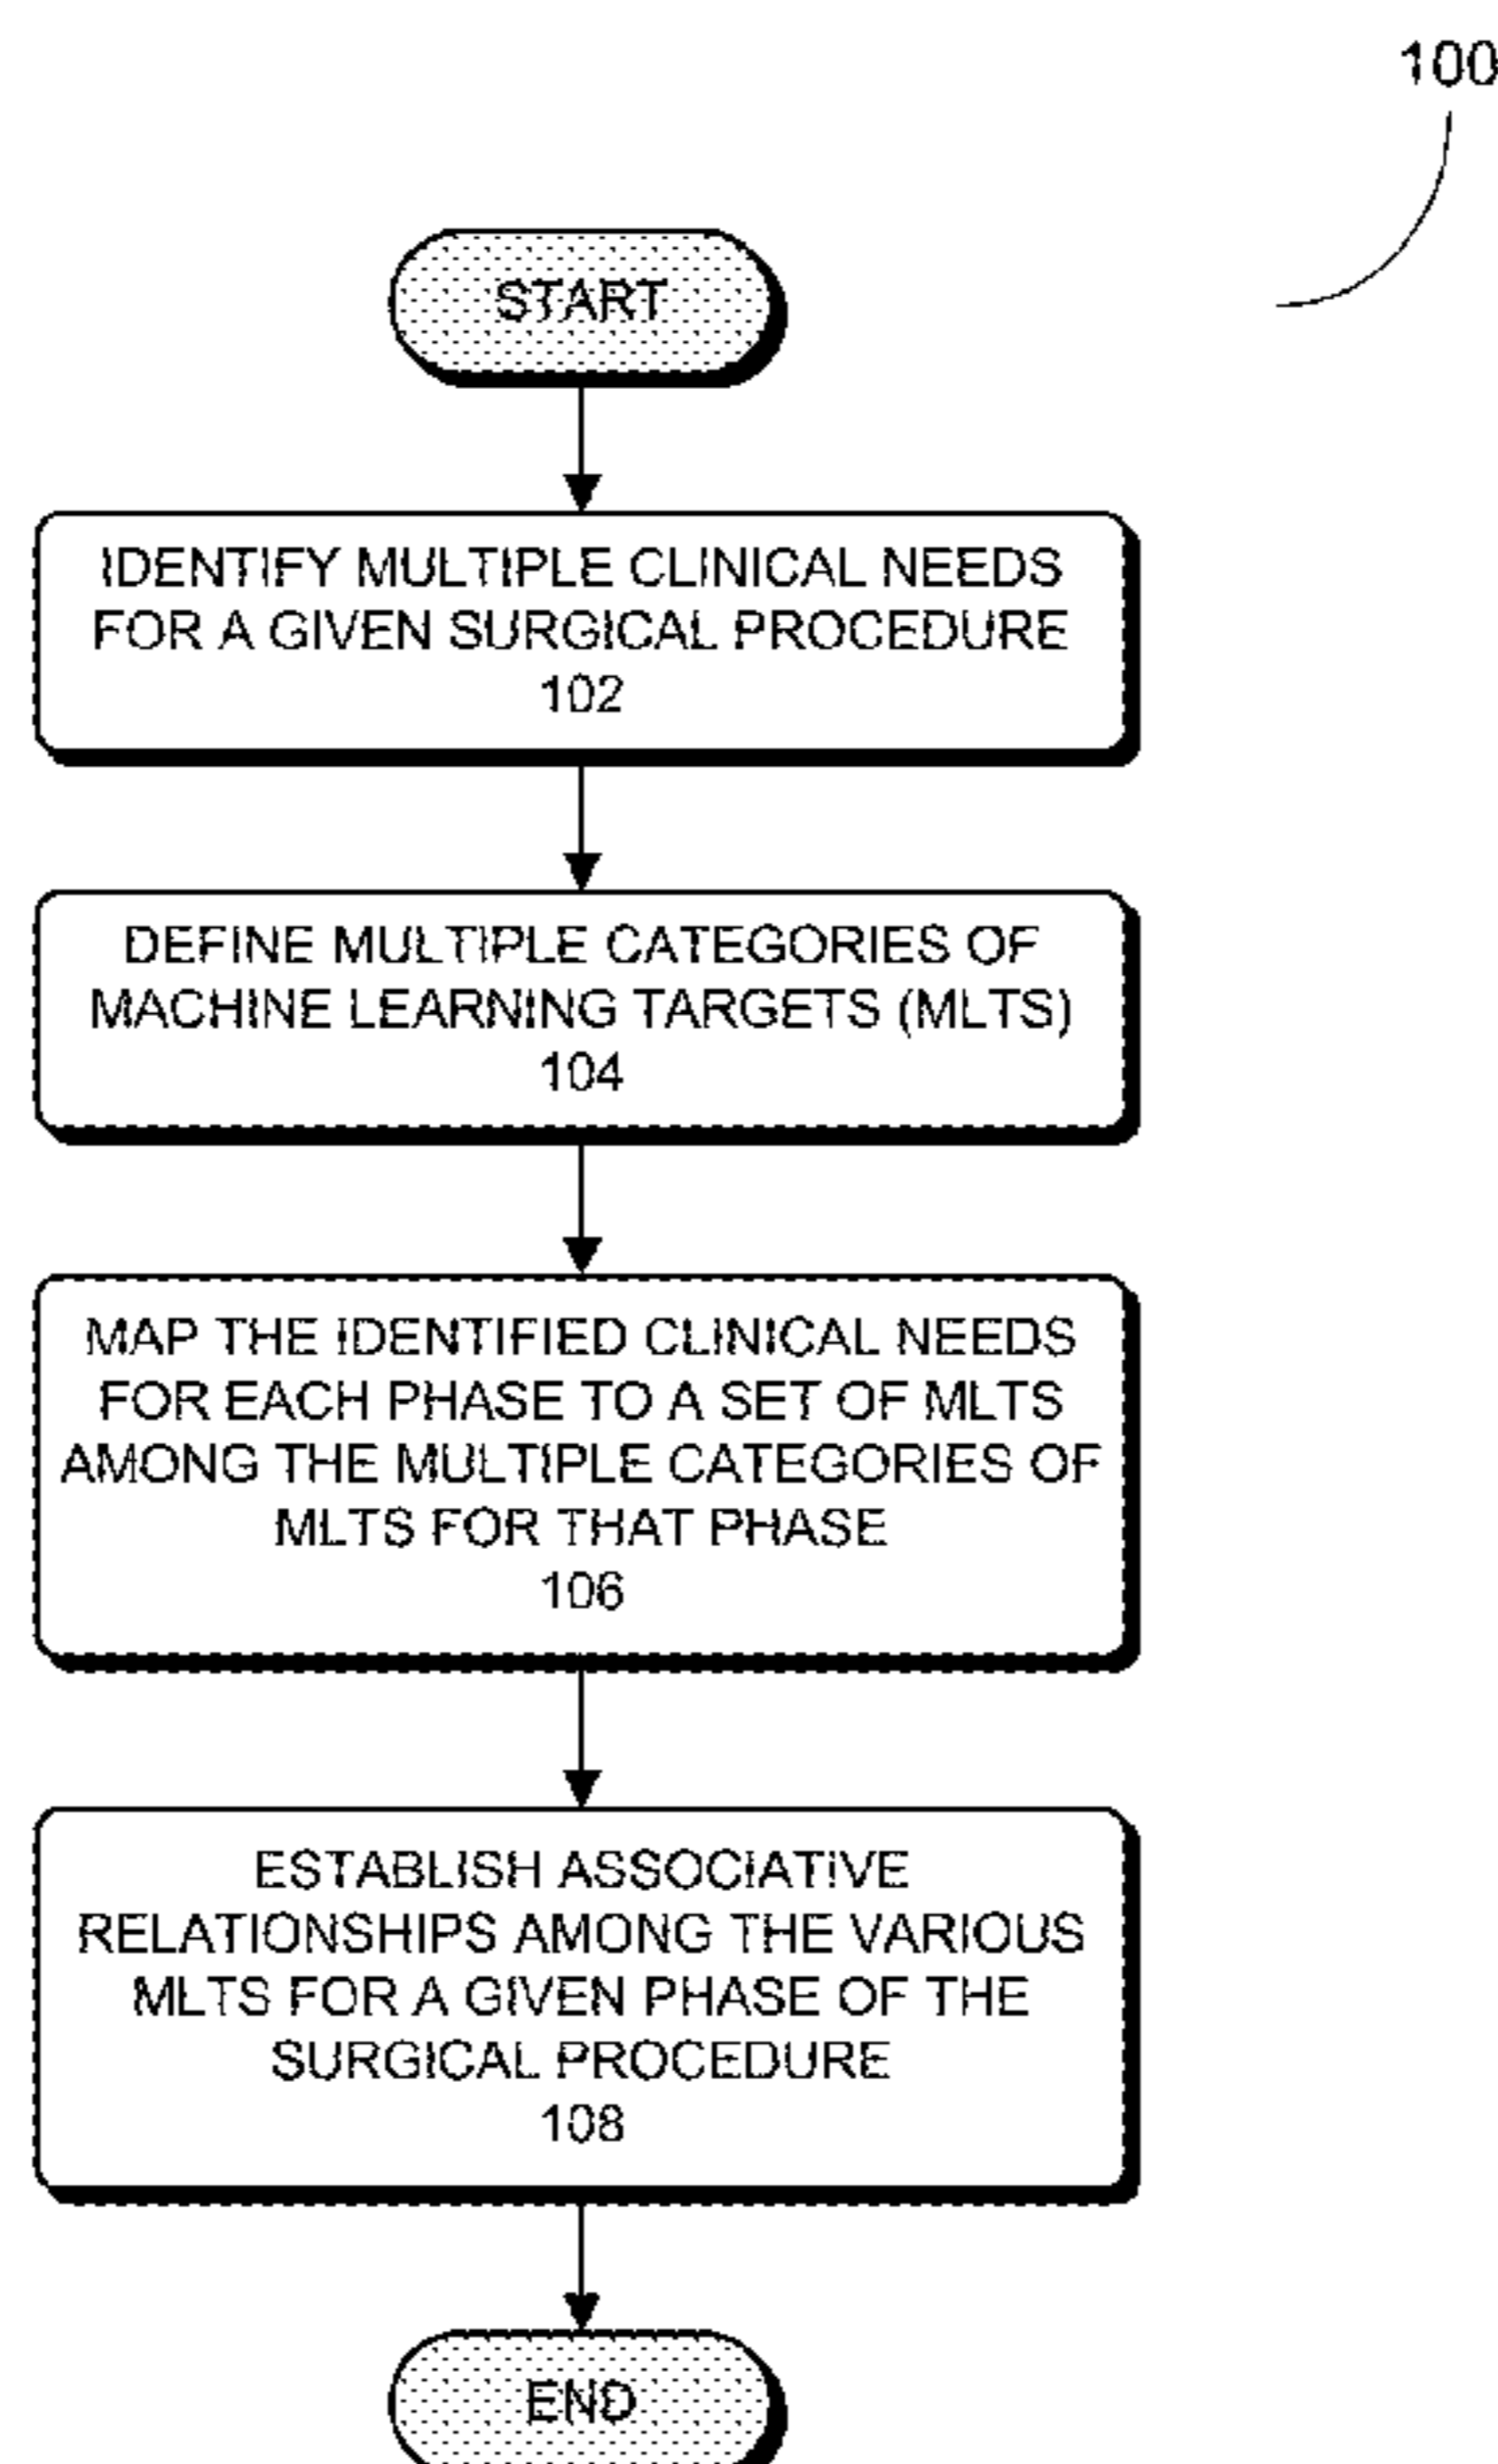 100
START
IDENTIFY MULTIPLE CLINICAL NEEDS
FOR A GIVEN SURGICAL PROCEDURE
102
DEFINE MULTIPLE CATEGORIES OF
MACHINE LEARNING TARGETS (MLTS)
104
MAP THE IDENTIFIED CLINICAL NEEDS
FOR EACH PHASE TO A SET OF MLTS
AMONG THE MULTIPLE CATEGORIES OF
MLTS FOR THAT PHASE
106
ESTABLISH ASSOCIATIVE
RELATIONSHIPS AMONG THE VARIOUS
MLTS FOR A GIVEN PHASE OF THE
SURGICAL PROCEDURE
108
END